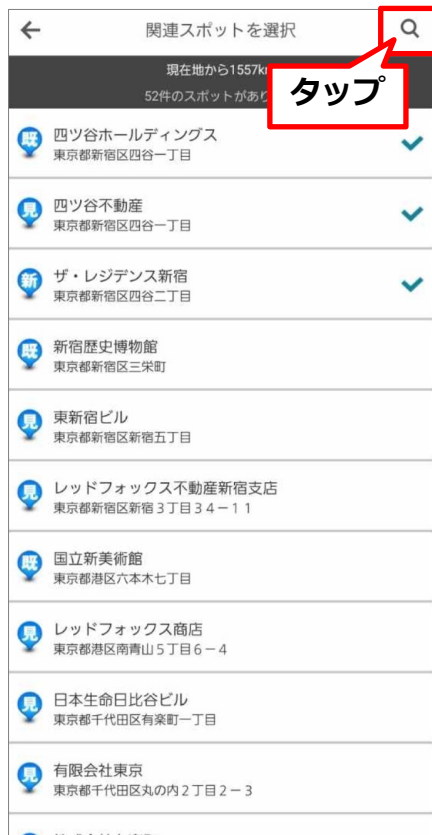 関連スポットを選択
現在地から1557k
52件のスポットがあり
タップ
既
四ツ谷ホールディングス
東京都新宿区四谷一丁目
見
四ツ谷不動産
東京都新宿区四谷一丁目
新
ザ・レジデンス新宿
東京都新宿区四谷二丁目
既
新宿歴史博物館
東京都新宿区三栄町
見
東新宿ビル
東京都新宿区新宿五丁目
見
レッドフォックス不動産新宿支店
東京都新宿区新宿3丁目34-11
既
国立新美術館
東京都港区六本木七丁目
見
レッドフォックス商店
東京都港区南青山5丁目6-4
見
日本生命日比谷ビル
東京都千代田区有楽町一丁目
見
有限会社東京
東京都千代田区丸の内2丁目2-3